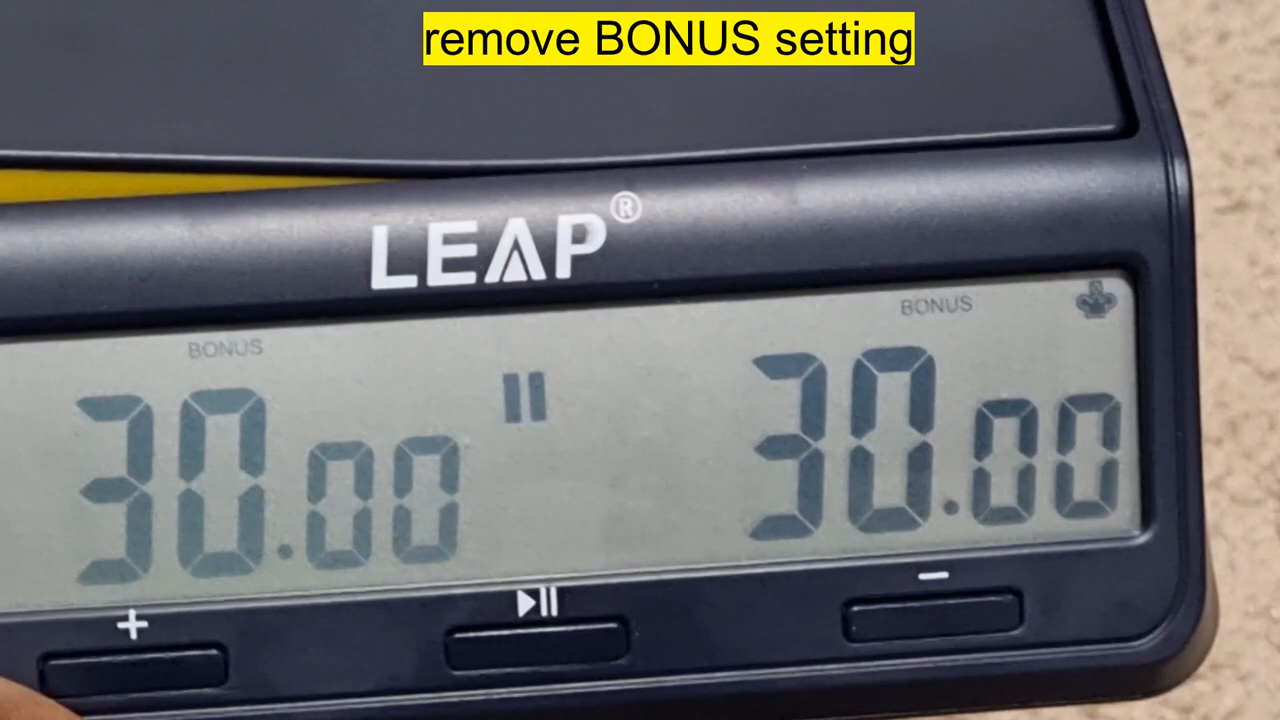 remove BONUS setting
LEAP®
BONUS BONUS
30.00 30.00
+ −